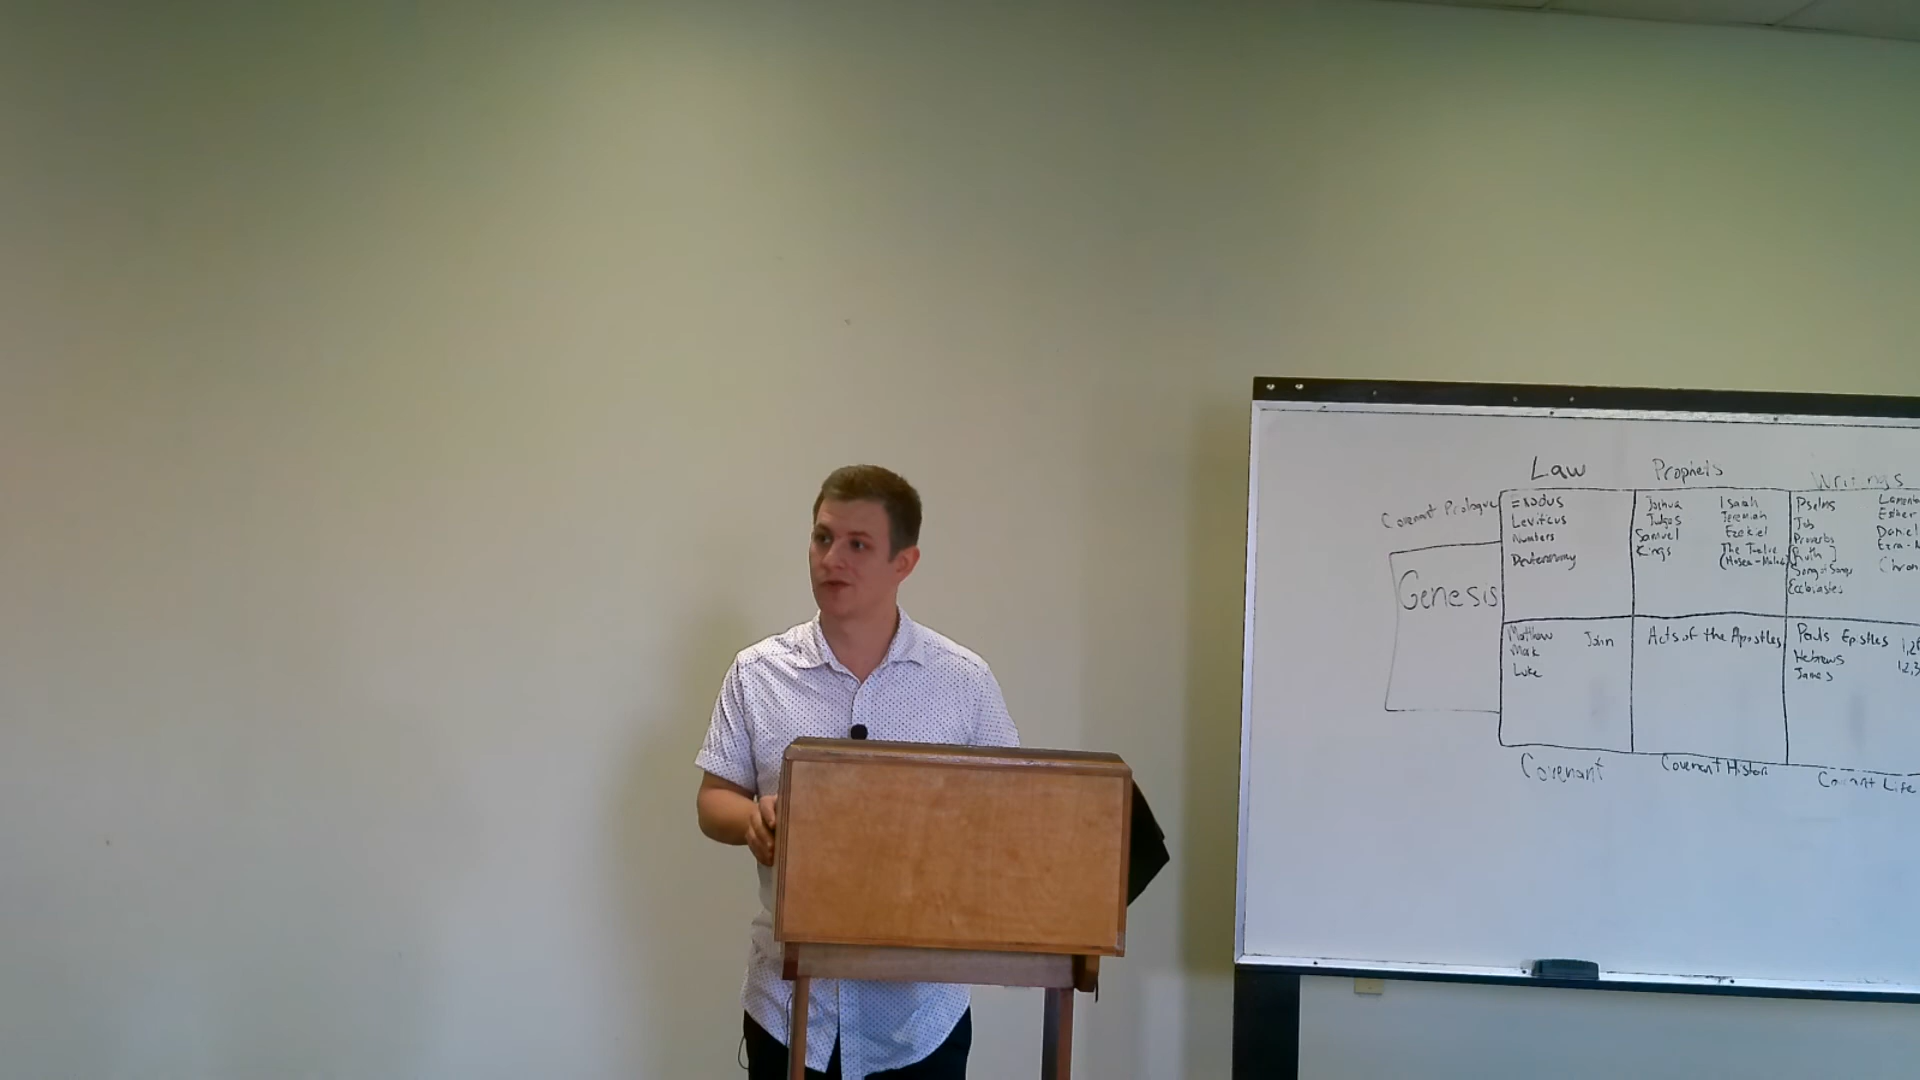 Law Prophets Writings
Covenant Prologue
Genesis
Exodus
Leviticus
Numbers
Deuteronomy
Joshua Isaiah
Judges Jeremiah
Samuel Ezekiel
Kings The Twelve
Psalms
Job
Proverbs
[Ruth]
Song of Songs
Ecclesiastes
Esther
Daniel
Matthew John
Mark
Luke
Acts of the Apostles
Pauls Epistles
Hebrews
James
Covenant
Covenant Life